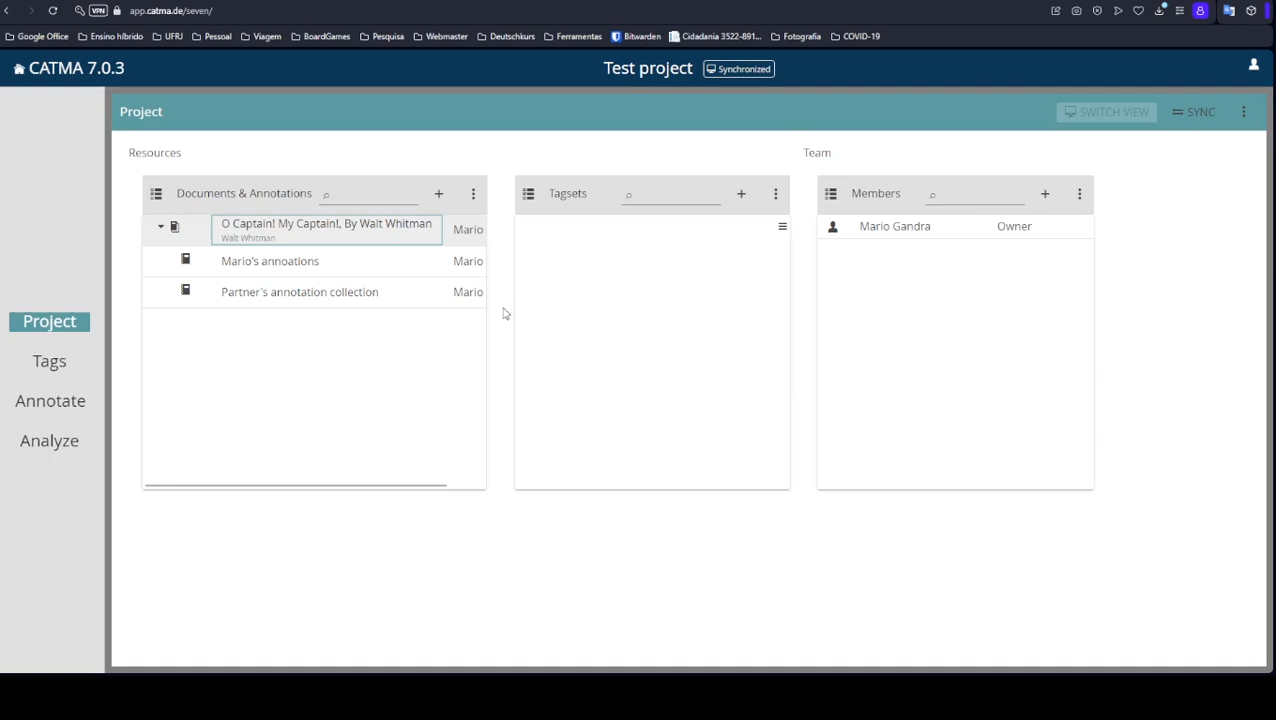 VPN app.catma.de/seven/
Google Office Ensino híbrido UFRJ Pessoal Viagem BoardGames Pesquisa Webmaster Deutschkurs Ferramentas Bitwarden Cidadania 3522-891... Fotografia COVID-19
CATMA 7.0.3 Test project Synchronized
Project SWITCH VIEW SYNC
Resources Team
Documents & Annotations Tagsets Members
O Captain! My Captain!, By Walt Whitman Mario
Walt Whitman
Mario Gandra Owner
Mario's annoations Mario
Partner's annotation collection Mario
Project
Tags
Annotate
Analyze